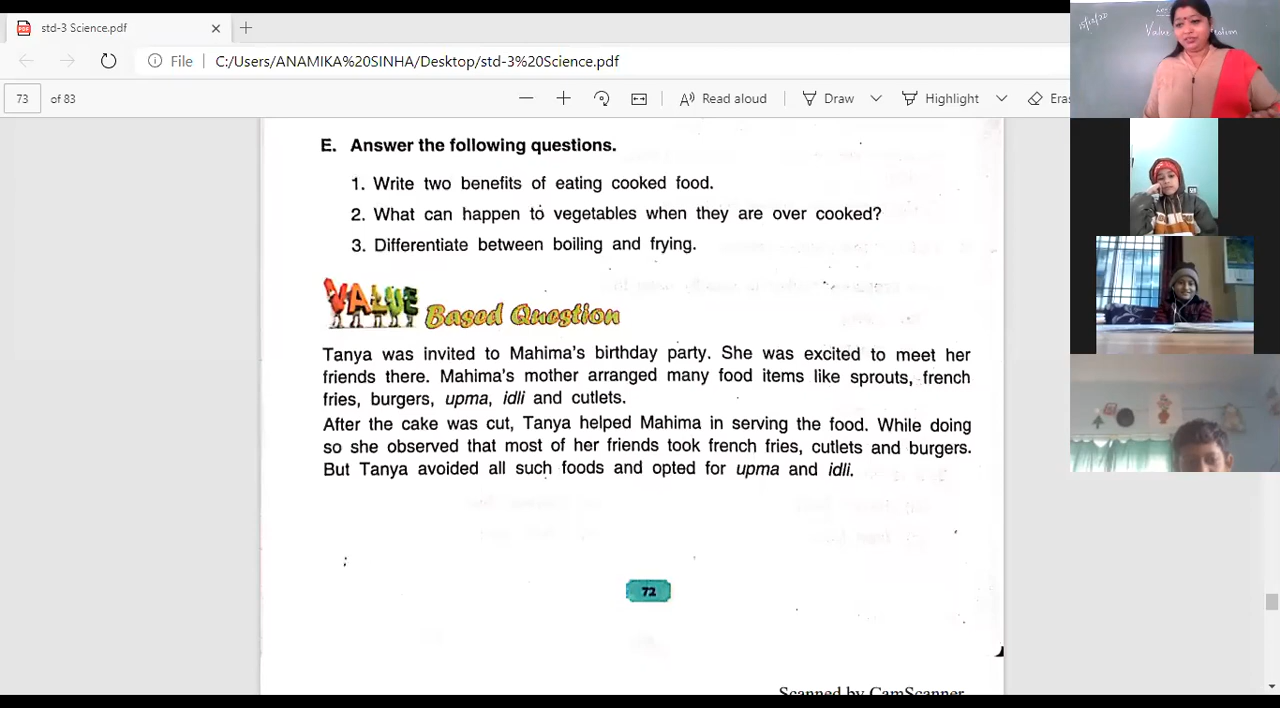 std-3 Science.pdf
File C:/Users/ANAMIKA%20SINHA/Desktop/std-3%20Science.pdf
73 of 83 Read aloud Draw Highlight Eras
E. Answer the following questions.
1. Write two benefits of eating cooked food.
2. What can happen to vegetables when they are over cooked?
3. Differentiate between boiling and frying.
VALUE Based Question
Tanya was invited to Mahima's birthday party. She was excited to meet her
friends there. Mahima's mother arranged many food items like sprouts, french
fries, burgers, upma, idli and cutlets.
After the cake was cut, Tanya helped Mahima in serving the food. While doing
so she observed that most of her friends took french fries, cutlets and burgers.
But Tanya avoided all such foods and opted for upma and idli.
72
Scanned by CamScanner
Value